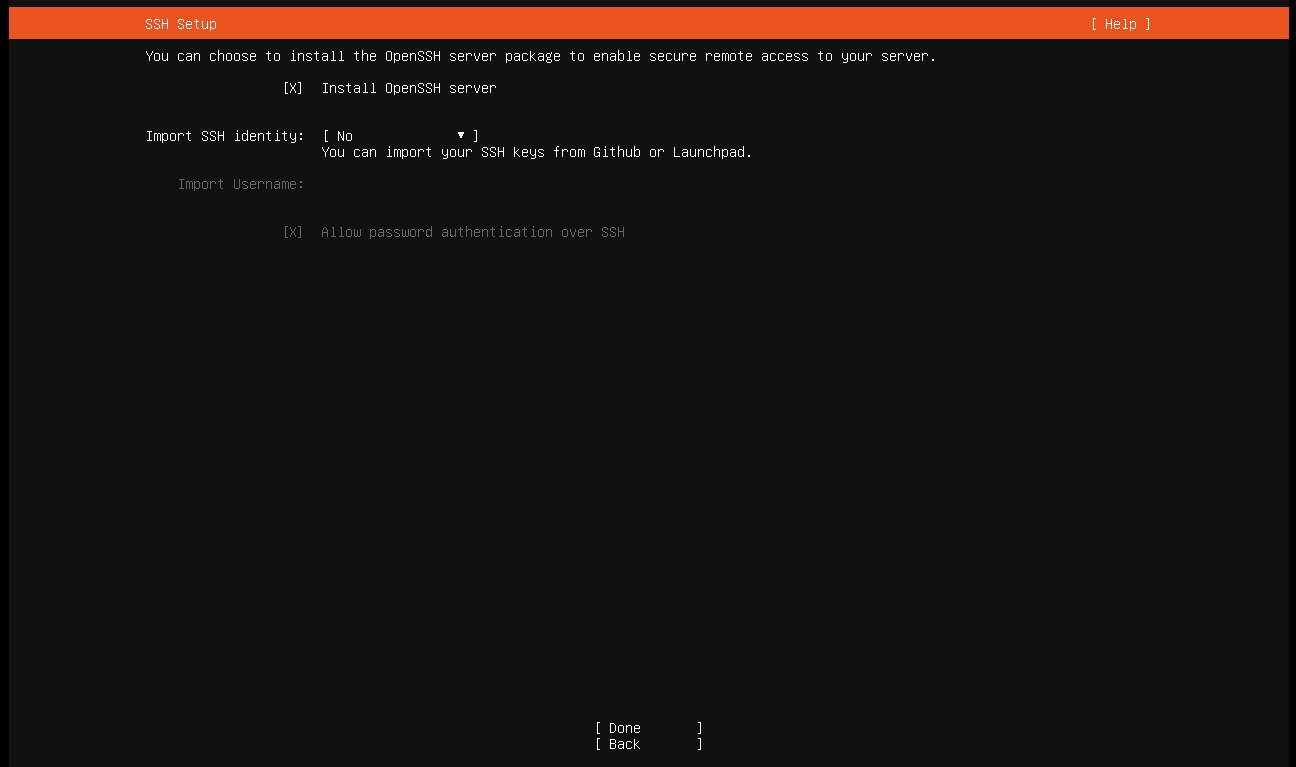 SSH Setup [ Help ]
You can choose to install the OpenSSH server package to enable secure remote access to your server.
[X] Install OpenSSH server
Import SSH identity: [ No ▾ ]
You can import your SSH keys from Github or Launchpad.
Import Username:
[X] Allow password authentication over SSH
[ Done ]
[ Back ]